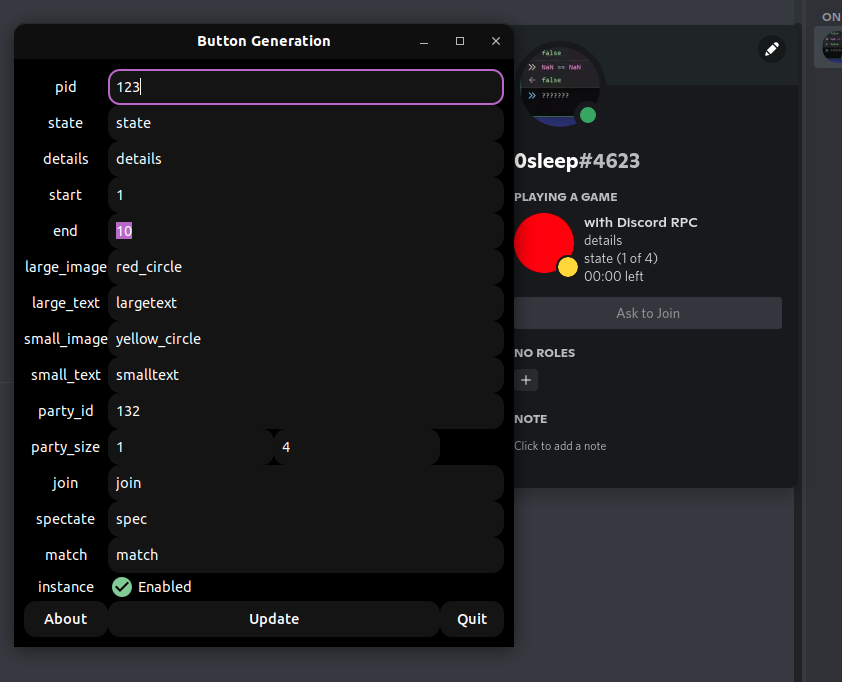 Button Generation
pid 123
state state
details details
start 1
end 10
large_image red_circle
large_text largetext
small_image yellow_circle
small_text smalltext
party_id 132
party_size 1 4
join join
spectate spec
match match
instance Enabled
About Update Quit
ON
false
» NaN == NaN
← false
» ???????
0sleep#4623
PLAYING A GAME
with Discord RPC
details
state (1 of 4)
00:00 left
Ask to Join
NO ROLES
+
NOTE
Click to add a note